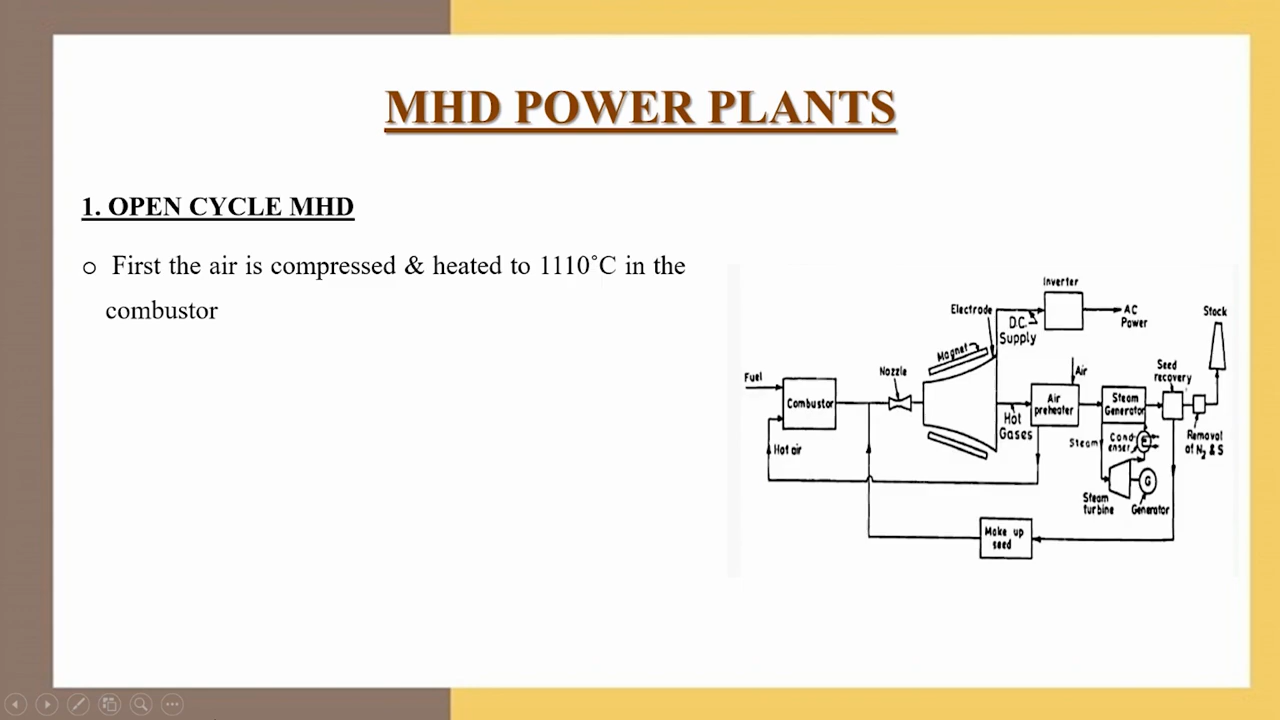 MHD POWER PLANTS
1. OPEN CYCLE MHD
o First the air is compressed & heated to 1110˚C in the
combustor
Inverter
Electrode
AC
Power
D.C.
Supply
Stock
Magnet
Nozzle
Fuel
Combustor
Hot air
Hot
Gases
Air
Air
preheater
Steam
Generator
Seed
recovery
Removal
of N2 & S
Steam
Cond
enser
Steam
turbine
G
Generator
Make up
seed